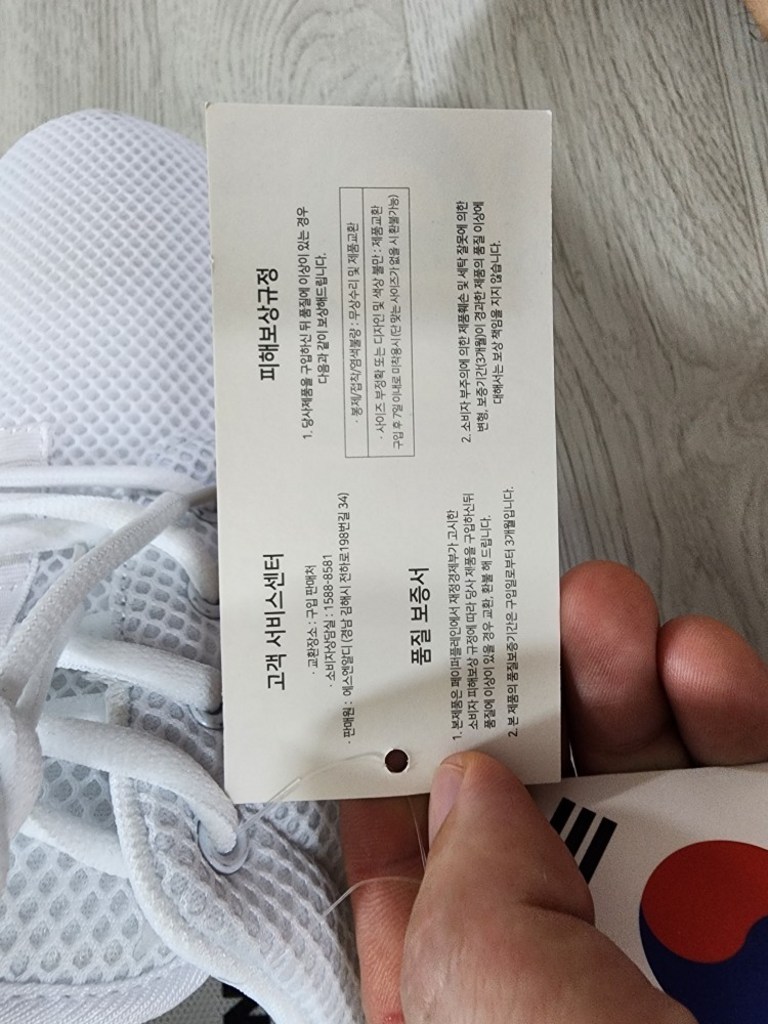 고객 서비스센터
· 교환장소 : 구입 판매처
· 소비자상담실 : 1588-8581
· 판매원 : 에스엔알디 (경남 김해시 전하로198번길 34)
품질 보증서
1. 본제품은 페이퍼플레인에서 재정경제부가 고시한
소비자 피해보상 규정에 따라 당사 제품을 구입하신뒤
품질에 이상이 있을 경우 교환, 환불 해 드립니다.
2. 본 제품의 품질보증기간은 구입일로부터 3개월입니다.
피해보상규정
1. 당사제품을 구입하신 뒤 품질에 이상이 있는 경우
다음과 같이 보상해드립니다.
· 봉제/접착/염색불량 : 무상수리 및 제품교환
· 사이즈 부정확 또는 디자인 및 색상 불만 : 제품교환
구입 후 7일 이내로 미착용시 (단 맞는 사이즈가 없을 시 환불가능)
2. 소비자 부주의에 의한 제품훼손 및 세탁 잘못에 의한
변형, 보증기간(3개월)이 경과한 제품의 품질 이상에
대해서는 보상 책임을 지지 않습니다.